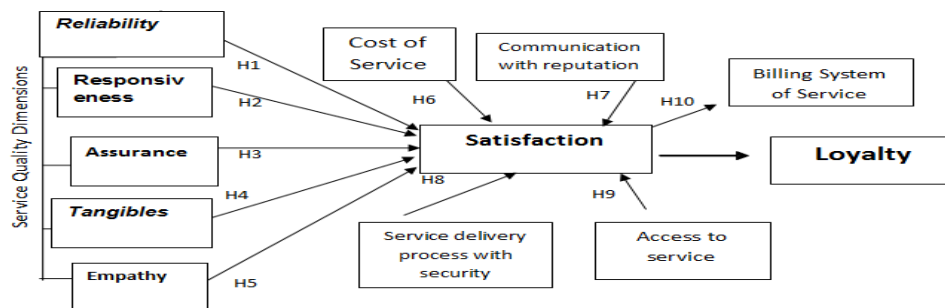 Reliability
Cost of
Service
Communication
with reputation
Billing System
of Service
H1
Responsiv
eness
H2
H6
H7
H10
Service Quality Dimensions
Assurance
H3
Satisfaction
Loyalty
H8
H4
H9
Tangibles
Service delivery
process with
security
Access to
service
Empathy
H5